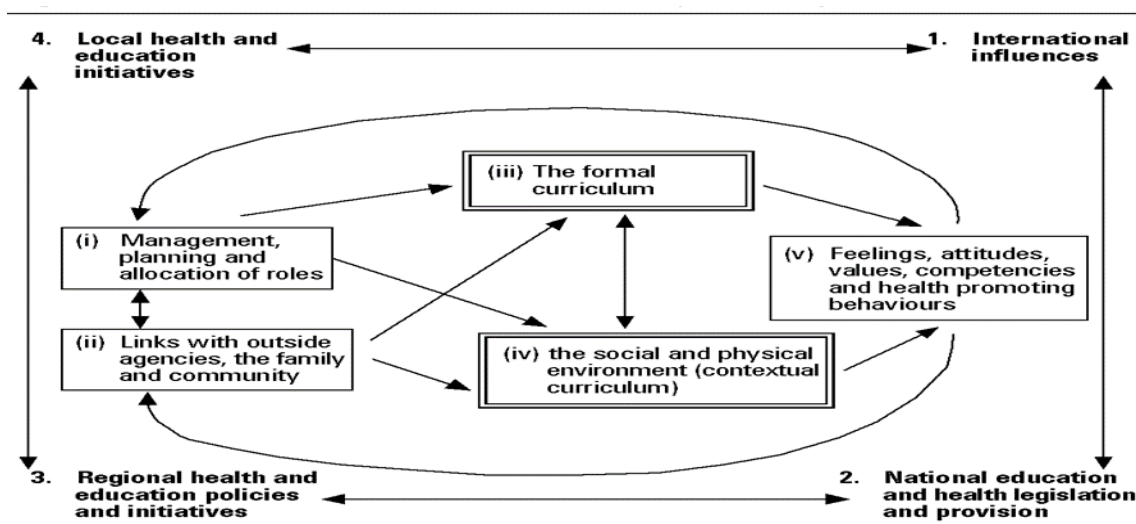 4. Local health and
education
initiatives
1. International
influences
(iii) The formal
curriculum
(i) Management,
planning and
allocation of roles
(v) Feelings, attitudes,
values, competencies
and health promoting
behaviours
(ii) Links with outside
agencies, the family
and community
(iv) the social and physical
environment (contextual
curriculum)
3. Regional health and
education policies
and initiatives
2. National education
and health legislation
and provision